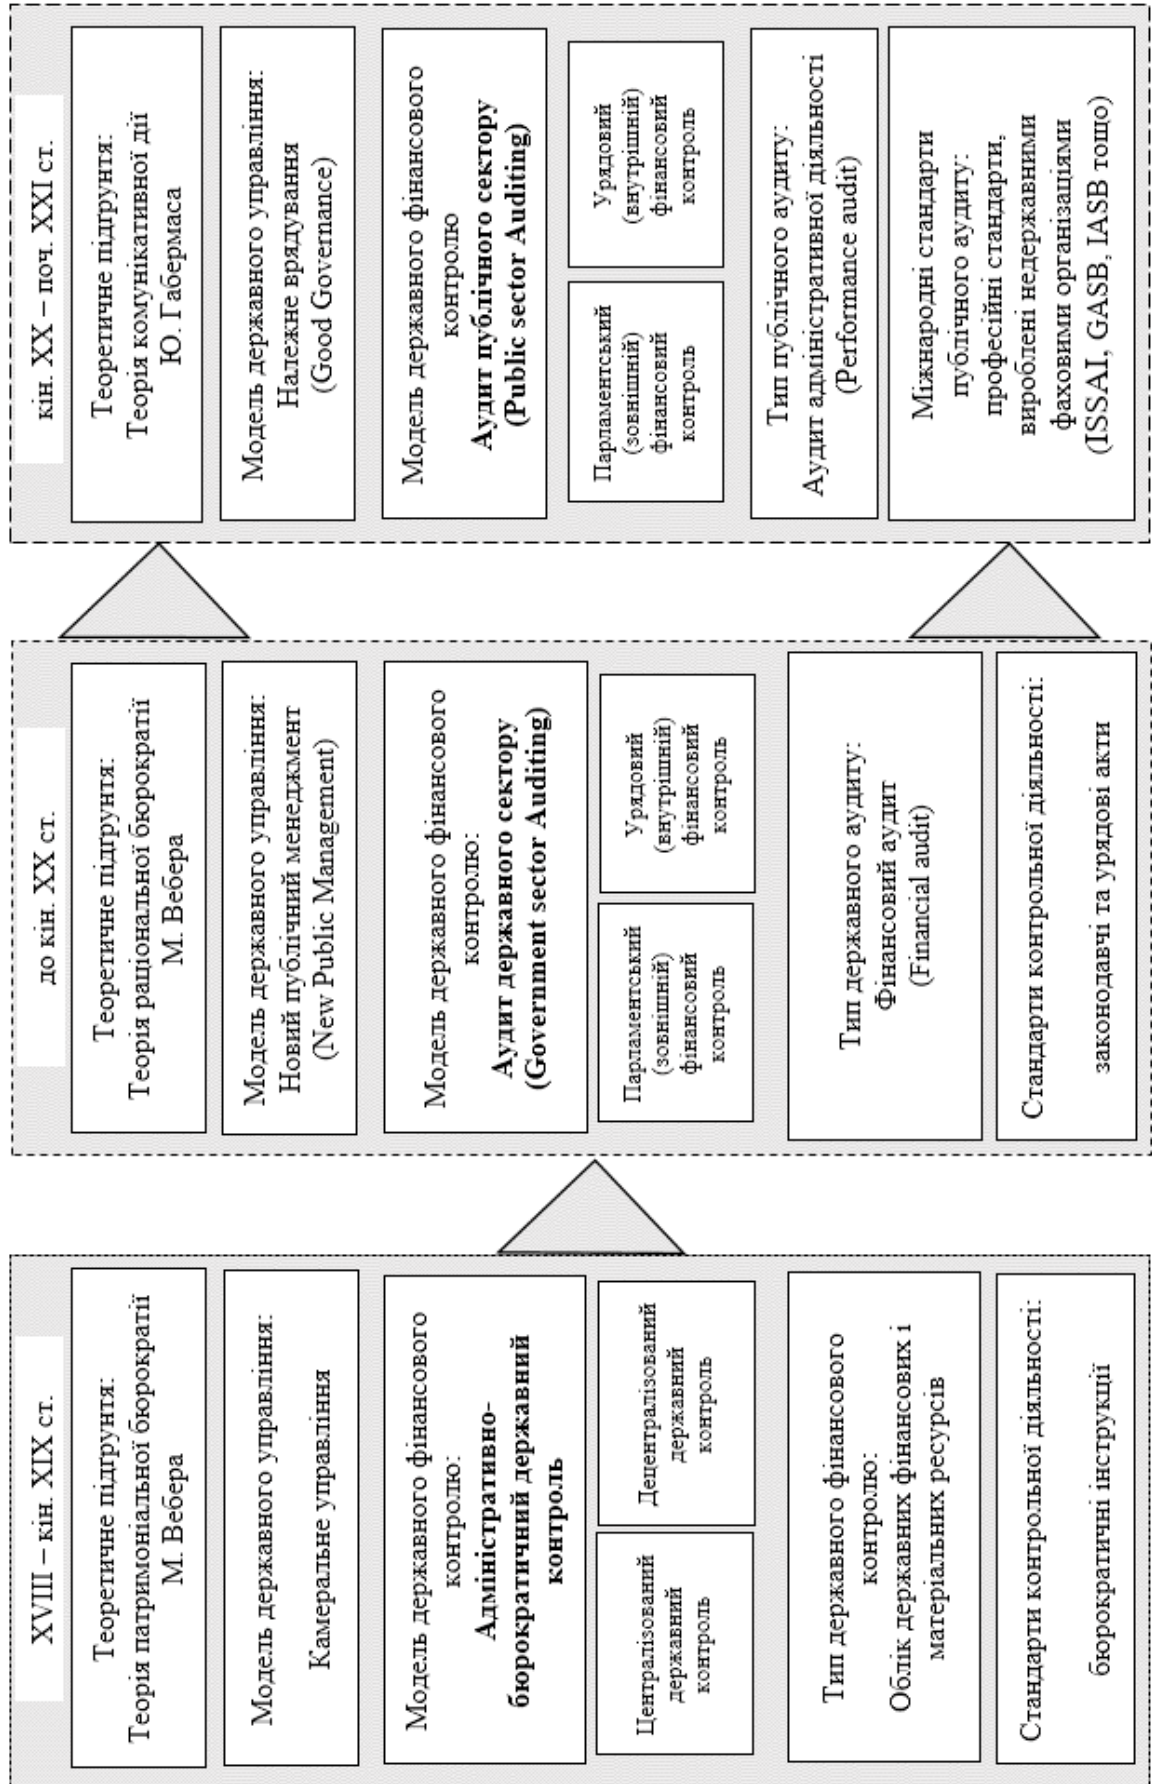 XVIII – кін. XIX ст.
Теоретичне підґрунтя:
Теорія патримоніальної бюрократії
М. Вебера
Модель державного управління:
Камеральне управління
Модель державного фінансового
контролю:
Адміністративно-
бюрократичний державний
контроль
Централізований
державний
контроль
Децентралізований
державний
контроль
Тип державного фінансового
контролю:
Облік державних фінансових і
матеріальних ресурсів
Стандарти контрольної діяльності:
бюрократичні інструкції
до кін. XX ст.
Теоретичне підґрунтя:
Теорія раціональної бюрократії
М. Вебера
Модель державного управління:
Новий публічний менеджмент
(New Public Management)
Модель державного фінансового
контролю:
Аудит державного сектору
(Government sector Auditing)
Парламентський
(зовнішній)
фінансовий
контроль
Урядовий
(внутрішній)
фінансовий
контроль
Тип державного аудиту:
Фінансовий аудит
(Financial audit)
Стандарти контрольної діяльності:
законодавчі та урядові акти
кін. XX – поч. XXI ст.
Теоретичне підґрунтя:
Теорія комунікативної дії
Ю. Габермаса
Модель державного управління:
Належне врядування
(Good Governance)
Модель державного фінансового
контролю
Аудит публічного сектору
(Public sector Auditing)
Парламентський
(зовнішній)
фінансовий
контроль
Урядовий
(внутрішній)
фінансовий
контроль
Тип публічного аудиту:
Аудит адміністративної діяльності
(Performance audit)
Міжнародні стандарти
публічного аудиту:
професійні стандарти,
вироблені недержавними
фаховими організаціями
(ISSAI, GASB, IASB тощо)